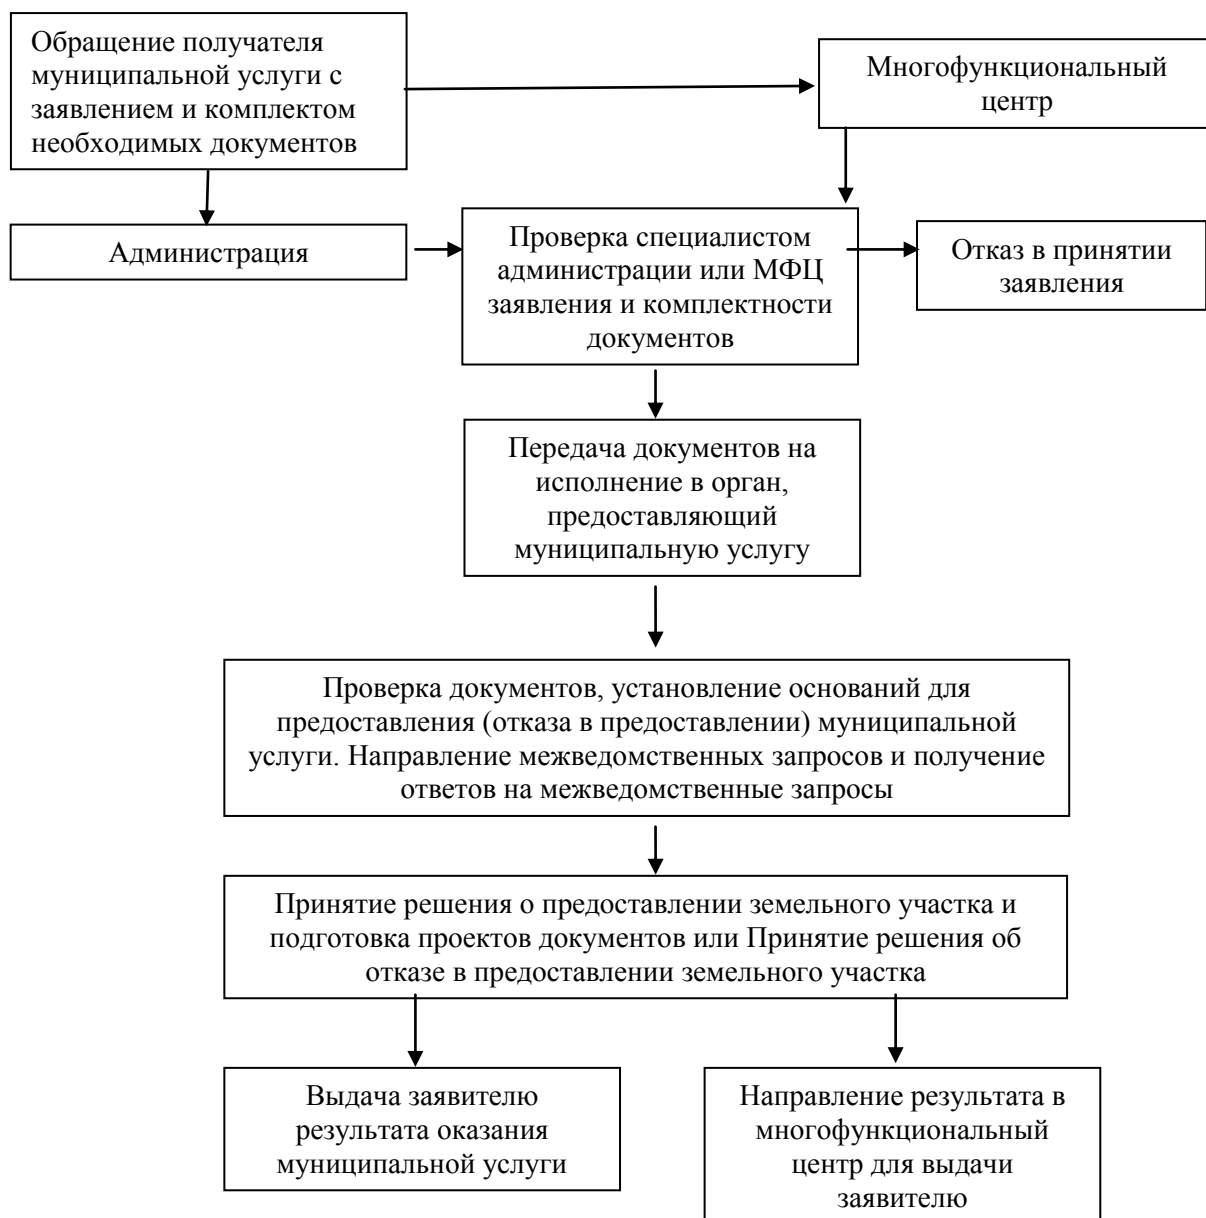 Обращение получателя
муниципальной услуги с
заявлением и комплектом
необходимых документов
Многофункциональный
центр
Администрация
Проверка специалистом
администрации или МФЦ
заявления и комплектности
документов
Отказ в принятии
заявления
Передача документов на
исполнение в орган,
предоставляющий
муниципальную услугу
Проверка документов, установление оснований для
предоставления (отказа в предоставлении) муниципальной
услуги. Направление межведомственных запросов и получение
ответов на межведомственные запросы
Принятие решения о предоставлении земельного участка и
подготовка проектов документов или Принятие решения об
отказе в предоставлении земельного участка
Выдача заявителю
результата оказания
муниципальной услуги
Направление результата в
многофункциональный
центр для выдачи
заявителю